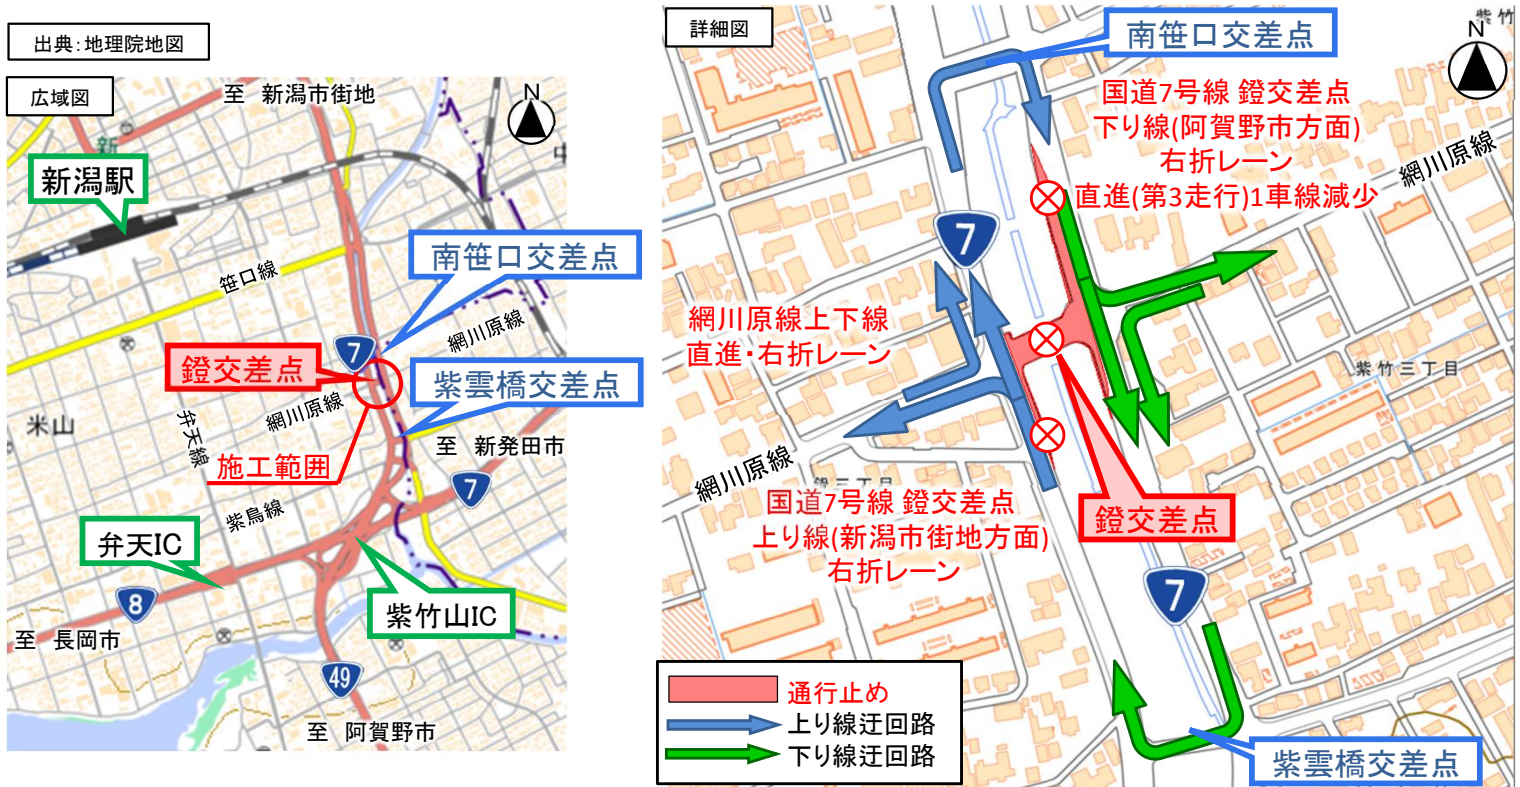 出典:地理院地図
広域図
至 新潟市街地
N
新
中
新潟駅
笹口線
南笹口交差点
網川原線
7
鐙交差点
紫雲橋交差点
米山
弁天線
網川原線
至 新発田市
施工範囲
7
紫鳥線
弁天IC
8
紫竹山IC
至 長岡市
49
至 阿賀野市
詳細図
南笹口交差点
紫竹
N
国道7号線 鐙交差点
下り線(阿賀野市方面)
右折レーン
直進(第3走行)1車線減少
網川原線
7
網川原線上下線
直進・右折レーン
紫竹三丁目
網川原線
鐙三丁目
国道7号線 鐙交差点
上り線(新潟市街地方面)
右折レーン
鐙交差点
7
通行止め
上り線迂回路
下り線迂回路
紫雲橋交差点